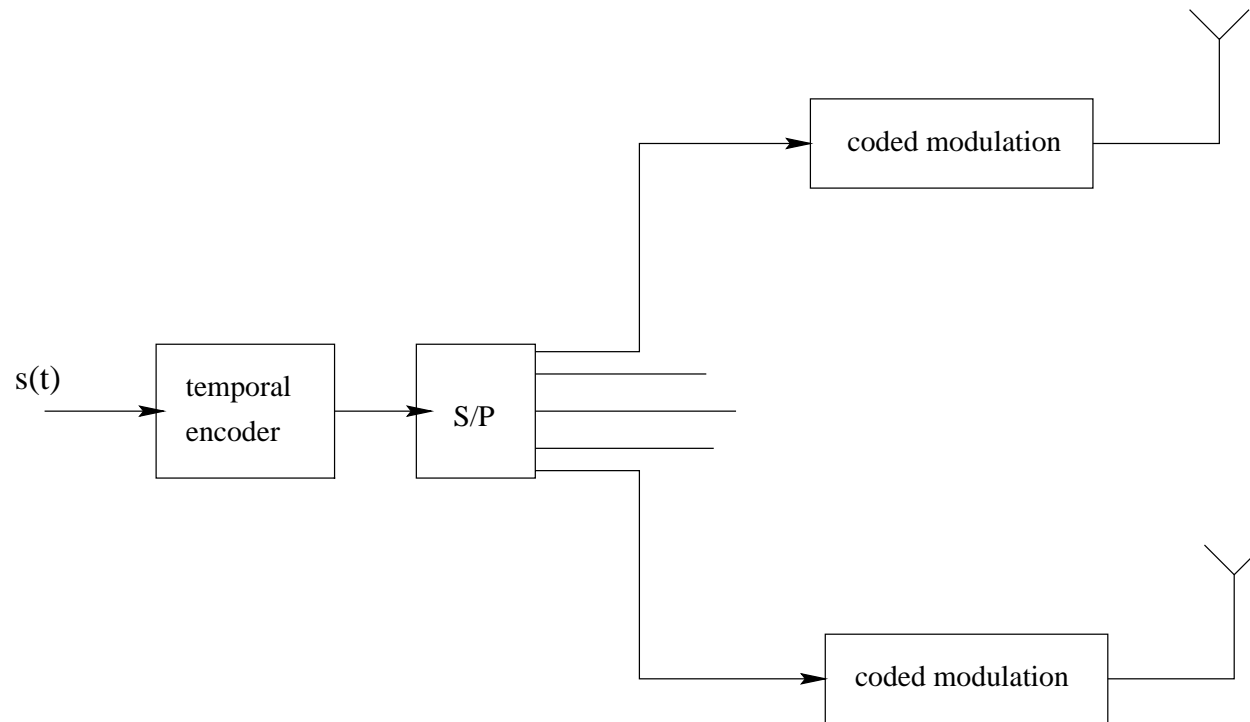 coded modulation
s(t)
temporal
encoder
S/P
coded modulation